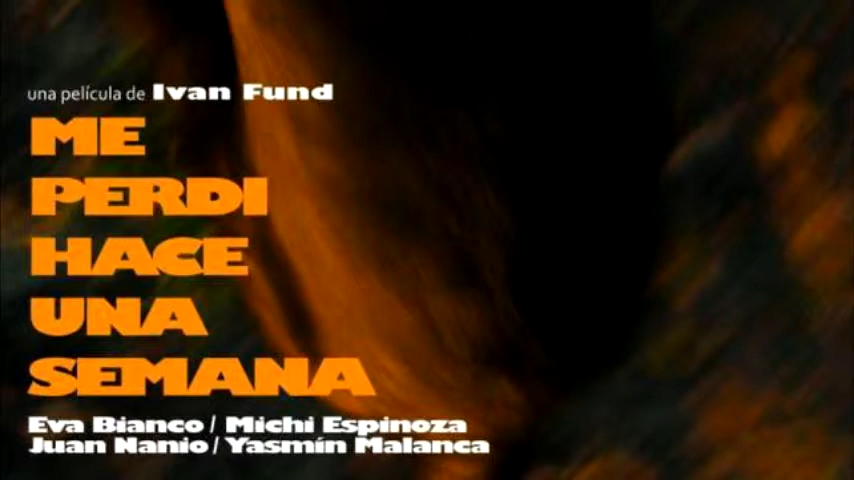 una película de Ivan Fund
ME
PERDI
HACE
UNA
SEMANA
Eva Bianco / Michi Espinoza
Juan Nanio / Yasmín Malanca